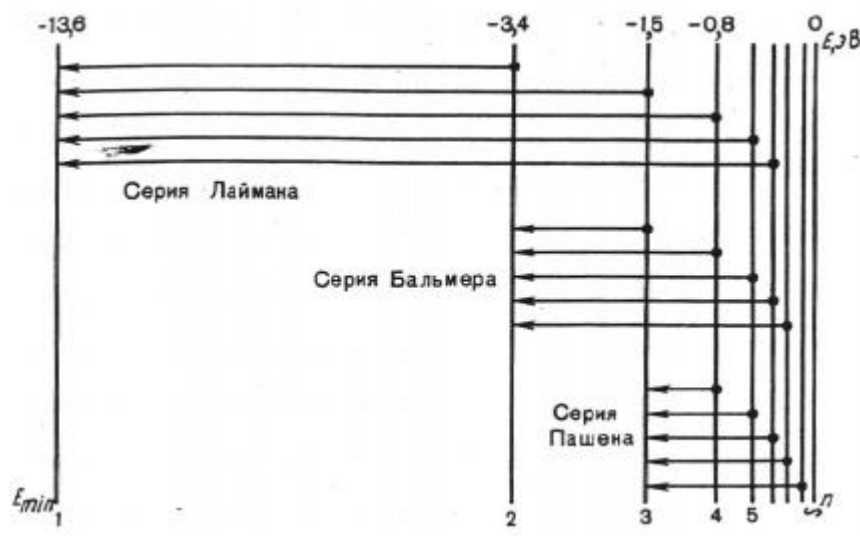 -13,6 -3,4 -1,5 -0,8 0
E, эВ
Серия Лаймана
Серия Бальмера
Серия
Пашена
Emin
1 2 3 4 5 n